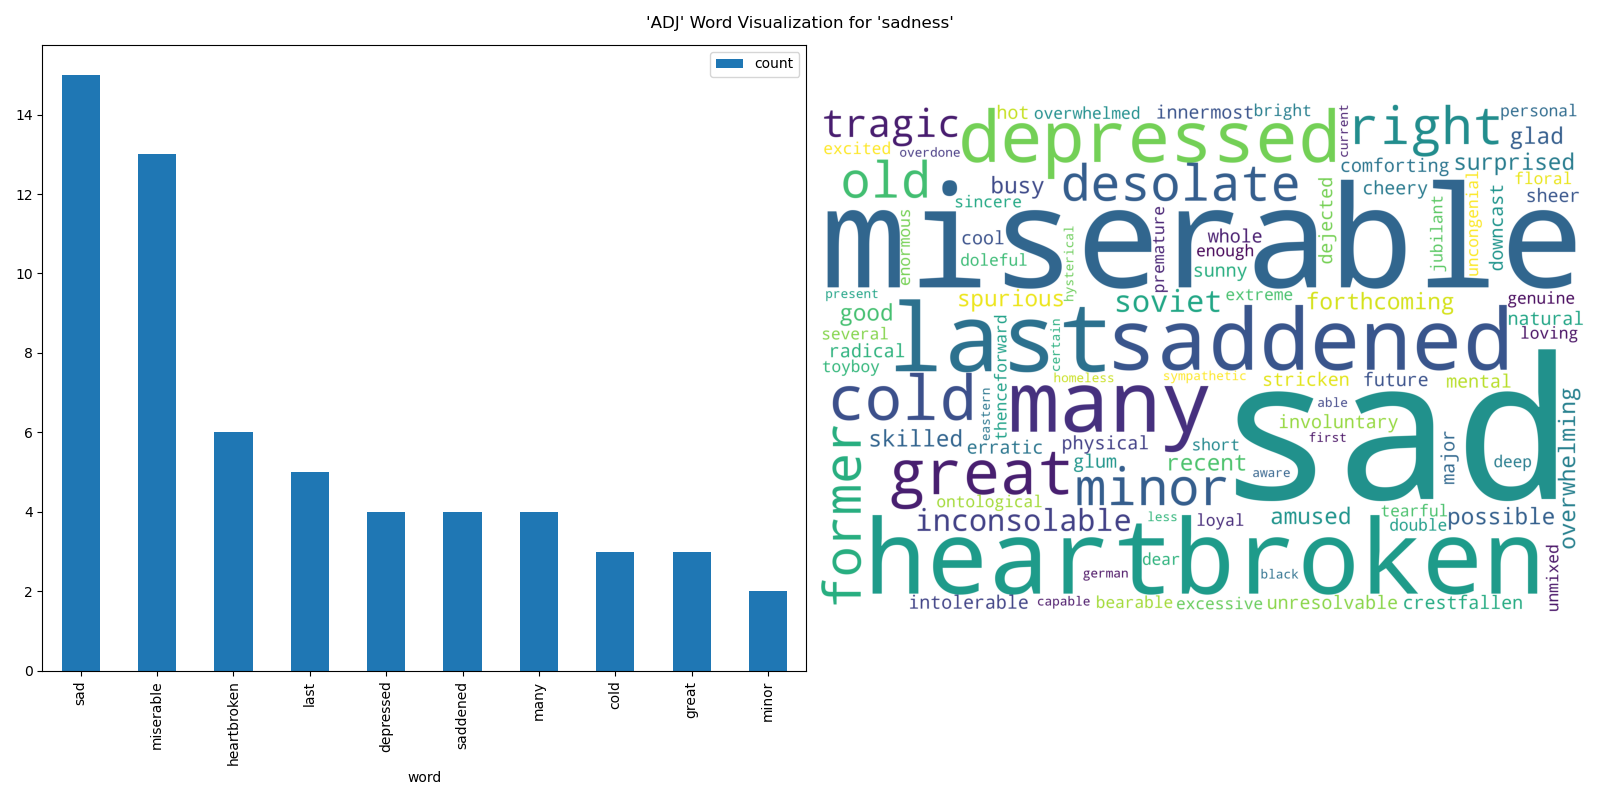 'ADJ' Word Visualization for 'sadness'
count
14
12
10
8
6
4
2
0
sad
miserable
heartbroken
last
depressed
saddened
many
cold
great
minor
word
tragic
hot
overwhelmed
innermost
bright
current
right
personal
excited
overdone
depressed
glad
comforting
surprised
old
busy
desolate
cheery
floral
sheer
sincere
dejected
uncongenial
downcast
miserable
enormous
cool
hysterical
premature
whole
enough
jubilant
doleful
sunny
present
spurious
soviet
extreme
forthcoming
genuine
good
last
saddened
natural
several
loving
radical
certain
toyboy
thenceforward
homeless
sympathetic
stricken
future
mental
cold
eastern
many
able
sad
overwhelming
involuntary
skilled
erratic
physical
short
first
major
former
great
glum
recent
aware
deep
minor
ontological
inconsolable
less
loyal
amused
tearful
double
possible
heartbroken
dear
german
black
unmixed
intolerable
capable
bearable
excessive
unresolvable
crestfallen